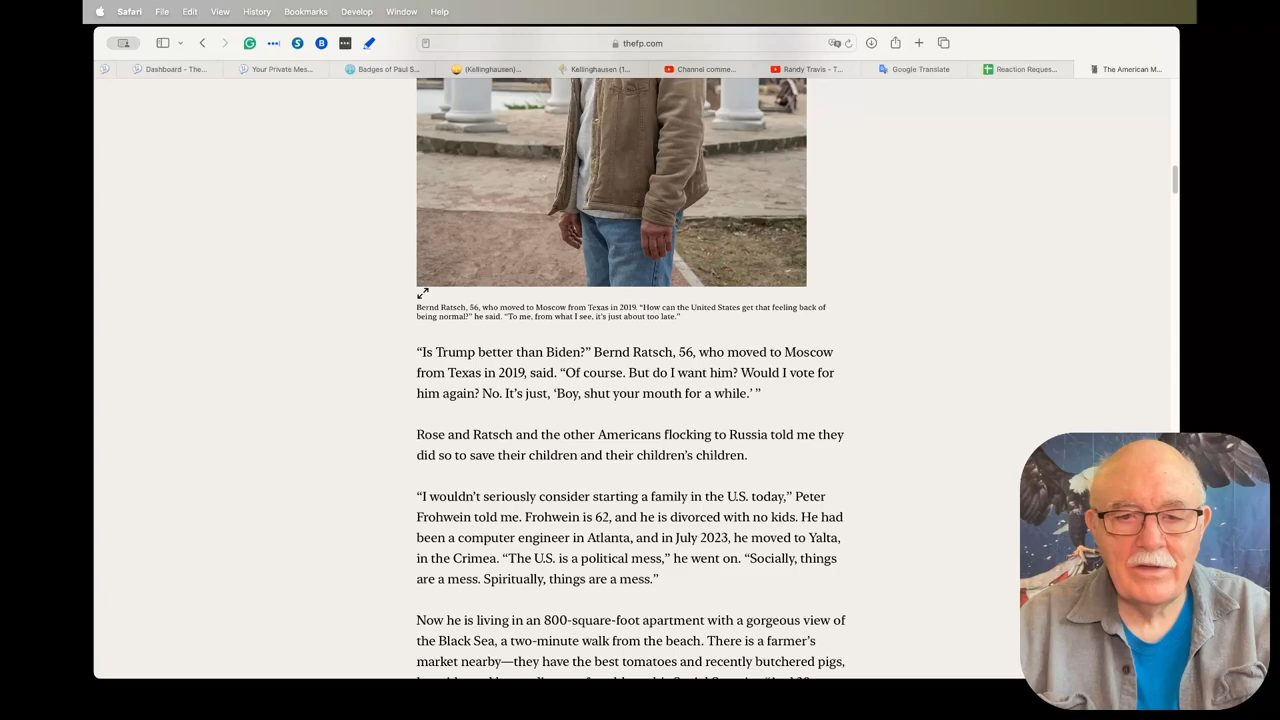 Safari File Edit View History Bookmarks Develop Window Help
thefp.com
Dashboard - The... Your Private Mes... Badges of Paul S... (Kellinghausen)... Kellinghausen (1... Channel comme... Randy Travis - T... Google Translate Reaction Reques... The American M...
Bernd Ratsch, 56, who moved to Moscow from Texas in 2019. “How can the United States get that feeling back of
being normal?” he said. “To me, from what I see, it’s just about too late.”
“Is Trump better than Biden?” Bernd Ratsch, 56, who moved to Moscow
from Texas in 2019, said. “Of course. But do I want him? Would I vote for
him again? No. It’s just, ‘Boy, shut your mouth for a while.’ ”
Rose and Ratsch and the other Americans flocking to Russia told me they
did so to save their children and their children’s children.
“I wouldn’t seriously consider starting a family in the U.S. today,” Peter
Frohwein told me. Frohwein is 62, and he is divorced with no kids. He had
been a computer engineer in Atlanta, and in July 2023, he moved to Yalta,
in the Crimea. “The U.S. is a political mess,” he went on. “Socially, things
are a mess. Spiritually, things are a mess.”
Now he is living in an 800-square-foot apartment with a gorgeous view of
the Black Sea, a two-minute walk from the beach. There is a farmer’s
market nearby—they have the best tomatoes and recently butchered pigs,